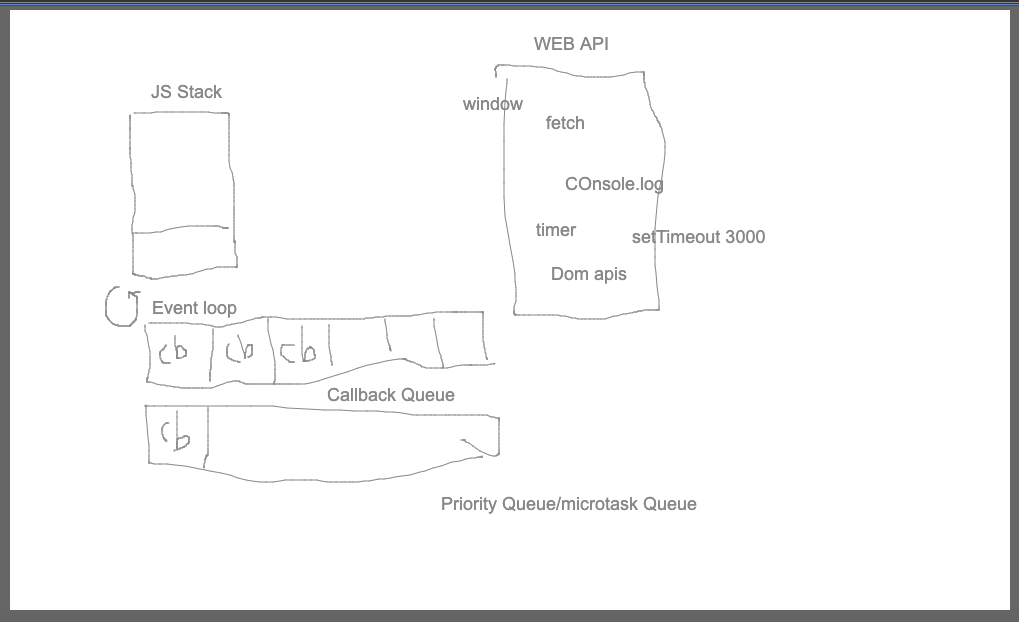 WEB API
JS Stack
window
fetch
COnsole.log
timer
setTimeout 3000
Dom apis
Event loop
cb cb cb
Callback Queue
cb
Priority Queue/microtask Queue